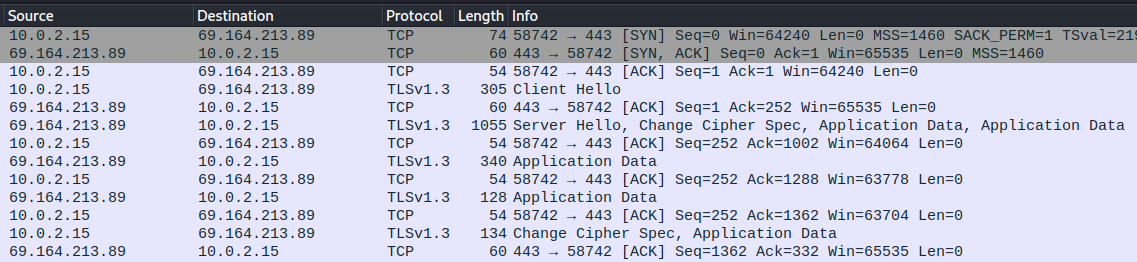 Source Destination Protocol Length Info
10.0.2.15 69.164.213.89 TCP 74 58742 → 443 [SYN] Seq=0 Win=64240 Len=0 MSS=1460 SACK_PERM=1 TSval=219
69.164.213.89 10.0.2.15 TCP 60 443 → 58742 [SYN, ACK] Seq=0 Ack=1 Win=65535 Len=0 MSS=1460
10.0.2.15 69.164.213.89 TCP 54 58742 → 443 [ACK] Seq=1 Ack=1 Win=64240 Len=0
10.0.2.15 69.164.213.89 TLSv1.3 305 Client Hello
69.164.213.89 10.0.2.15 TCP 60 443 → 58742 [ACK] Seq=1 Ack=252 Win=65535 Len=0
69.164.213.89 10.0.2.15 TLSv1.3 1055 Server Hello, Change Cipher Spec, Application Data, Application Data
10.0.2.15 69.164.213.89 TCP 54 58742 → 443 [ACK] Seq=252 Ack=1002 Win=64064 Len=0
69.164.213.89 10.0.2.15 TLSv1.3 340 Application Data
10.0.2.15 69.164.213.89 TCP 54 58742 → 443 [ACK] Seq=252 Ack=1288 Win=63778 Len=0
69.164.213.89 10.0.2.15 TLSv1.3 128 Application Data
10.0.2.15 69.164.213.89 TCP 54 58742 → 443 [ACK] Seq=252 Ack=1362 Win=63704 Len=0
10.0.2.15 69.164.213.89 TLSv1.3 134 Change Cipher Spec, Application Data
69.164.213.89 10.0.2.15 TCP 60 443 → 58742 [ACK] Seq=1362 Ack=332 Win=65535 Len=0